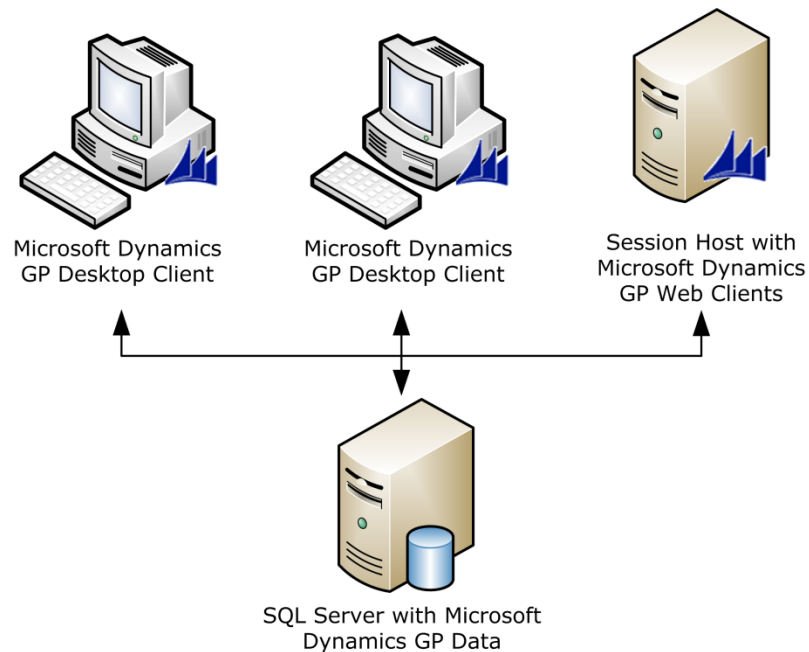 Microsoft Dynamics
GP Desktop Client
Microsoft Dynamics
GP Desktop Client
Session Host with
Microsoft Dynamics
GP Web Clients
SQL Server with Microsoft
Dynamics GP Data